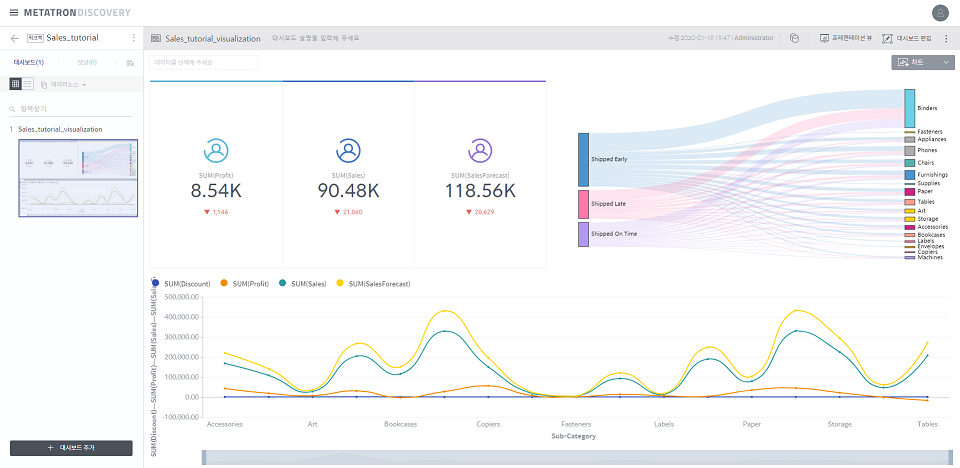 METATRON DISCOVERY
워크북 Sales_tutorial
Sales_tutorial_visualization 대시보드 설명을 입력해 주세요
수정 2020-01-19 19:47 / Administrator
프레젠테이션 뷰
대시보드 편집
대시보드(1)
댓글(0)
데이터를 선택해 주세요
차트
데이터소스
항목찾기
1 Sales_tutorial_visualization
SUM(Profit)
8.54K
▼ 1,146
SUM(Sales)
90.48K
▼ 21,860
SUM(SalesForecast)
118.56K
▼ 28,629
Shipped Early
Shipped Late
Shipped On Time
Binders
Fasteners
Appliances
Phones
Chairs
Furnishings
Supplies
Paper
Tables
Art
Storage
Accessories
Bookcases
Labels
Envelopes
Copiers
Machines
SUM(Discount) SUM(Profit) SUM(Sales) SUM(SalesForecast)
500,000.00
400,000.00
300,000.00
200,000.00
100,000.00
0.00
-100,000.00
Accessories Art Bookcases Copiers Fasteners Labels Paper Storage Tables
Sub-Category
SUM(Discount)—SUM(Profit)—SUM(Sales)—SUM(Sales
+ 대시보드 추가